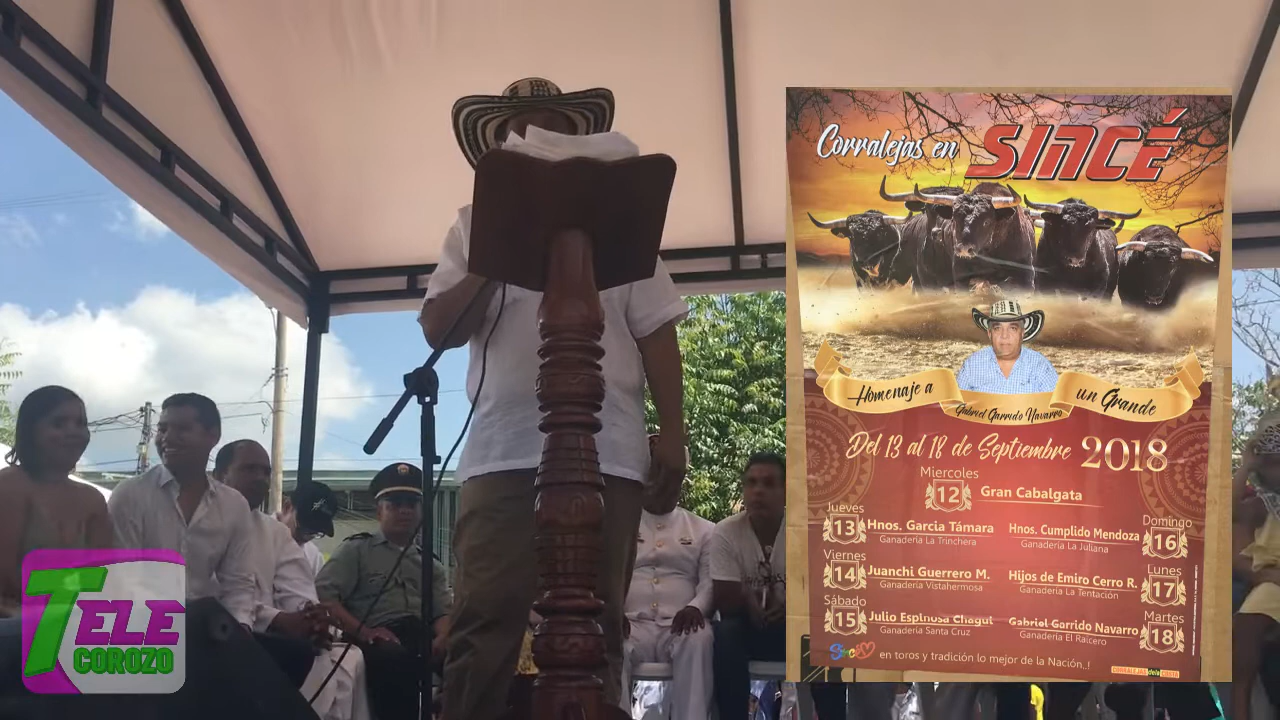 Corralejas en SINCÉ
Homenaje a un Grande
Gabriel Garrido Navarro
Del 13 al 18 de Septiembre 2018
Miercoles
12 Gran Cabalgata
Jueves
13 Hnos. Garcia Támara
Ganadería La Trinchera
Viernes
14 Juanchi Guerrero M.
Ganadería Vistahermosa
Sábado
15 Julio Espinosa Chagui
Ganadería Santa Cruz
Domingo
Hnos. Cumplido Mendoza 16
Ganadería La Juliana
Lunes
Hijos de Emiro Cerro R. 17
Ganadería La Tentación
Martes
Gabriel Garrido Navarro 18
Ganadería El Raicero
Sincé en toros y tradición lo mejor de la Nación..!
CORRALEJAS dela COSTA
TELE
COROZO